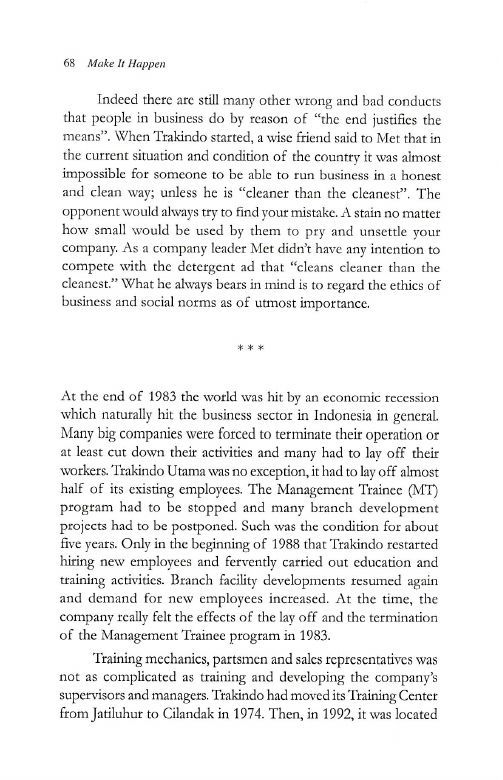 68 Make It Happen
Indeed there are still many other wrong and bad conducts
that people in business do by reason of “the end justifies the
means”. When Trakindo started, a wise friend said to Met that in
the current situation and condition of the country it was almost
impossible for someone to be able to run business in a honest
and clean way; unless he is “cleaner than the cleanest”. The
opponent would always try to find your mistake. A stain no matter
how small would be used by them to pry and unsettle your
company. As a company leader Met didn’t have any intention to
compete with the detergent ad that “cleans cleaner than the
cleanest.” What he always bears in mind is to regard the ethics of
business and social norms as of utmost importance.
* * *
At the end of 1983 the world was hit by an economic recession
which naturally hit the business sector in Indonesia in general.
Many big companies were forced to terminate their operation or
at least cut down their activities and many had to lay off their
workers. Trakindo Utama was no exception, it had to lay off almost
half of its existing employees. The Management Trainee (MT)
program had to be stopped and many branch development
projects had to be postponed. Such was the condition for about
five years. Only in the beginning of 1988 that Trakindo restarted
hiring new employees and fervently carried out education and
training activities. Branch facility developments resumed again
and demand for new employees increased. At the time, the
company really felt the effects of the lay off and the termination
of the Management Trainee program in 1983.
Training mechanics, partsmen and sales representatives was
not as complicated as training and developing the company’s
supervisors and managers. Trakindo had moved its Training Center
from Jatiluhur to Cilandak in 1974. Then, in 1992, it was located